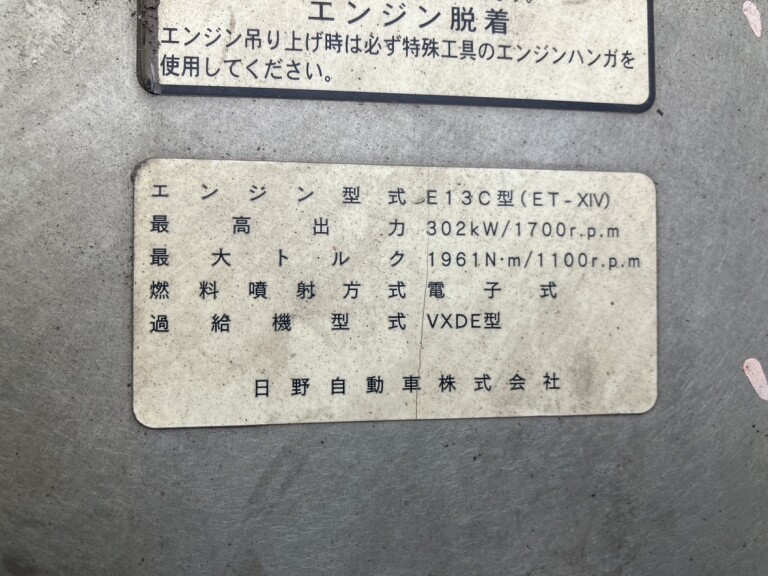 エンジン脱着
エンジン吊り上げ時は必ず特殊工具のエンジンハンガを
使用してください。
エンジン型式 E13C型(ET-XIV)
最高出力 302kW/1700r.p.m
最大トルク 1961N·m/1100r.p.m
燃料噴射方式 電子式
過給機型式 VXDE型
日野自動車株式会社